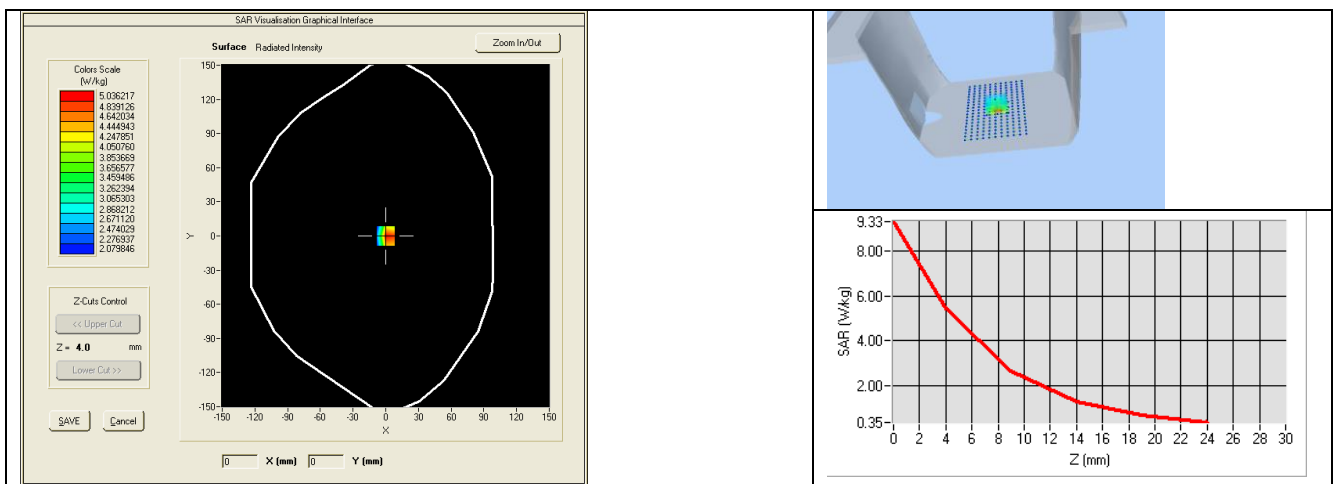 SAR Visualisation Graphical Interface
Surface Radiated Intensity
Zoom In/Out
Colors Scale
(W/kg)
5.036217
4.839126
4.642034
4.444943
4.247851
4.050760
3.853669
3.656577
3.459486
3.262394
3.065303
2.868212
2.671120
2.474029
2.276937
2.079846
Z-Cuts Control
<< Upper Cut
Z = 4.0 mm
Lower Cut >>
SAVE Cancel
150
120
90
60
30
0
-30
-60
-90
-120
-150
Y
-150 -120 -90 -60 -30 0 30 60 90 120 150
X
0 X (mm) 0 Y (mm)
9.33
8.00
6.00
4.00
2.00
0.35
SAR (W/kg)
0 2 4 6 8 10 12 14 16 18 20 22 24 26 28 30
Z (mm)